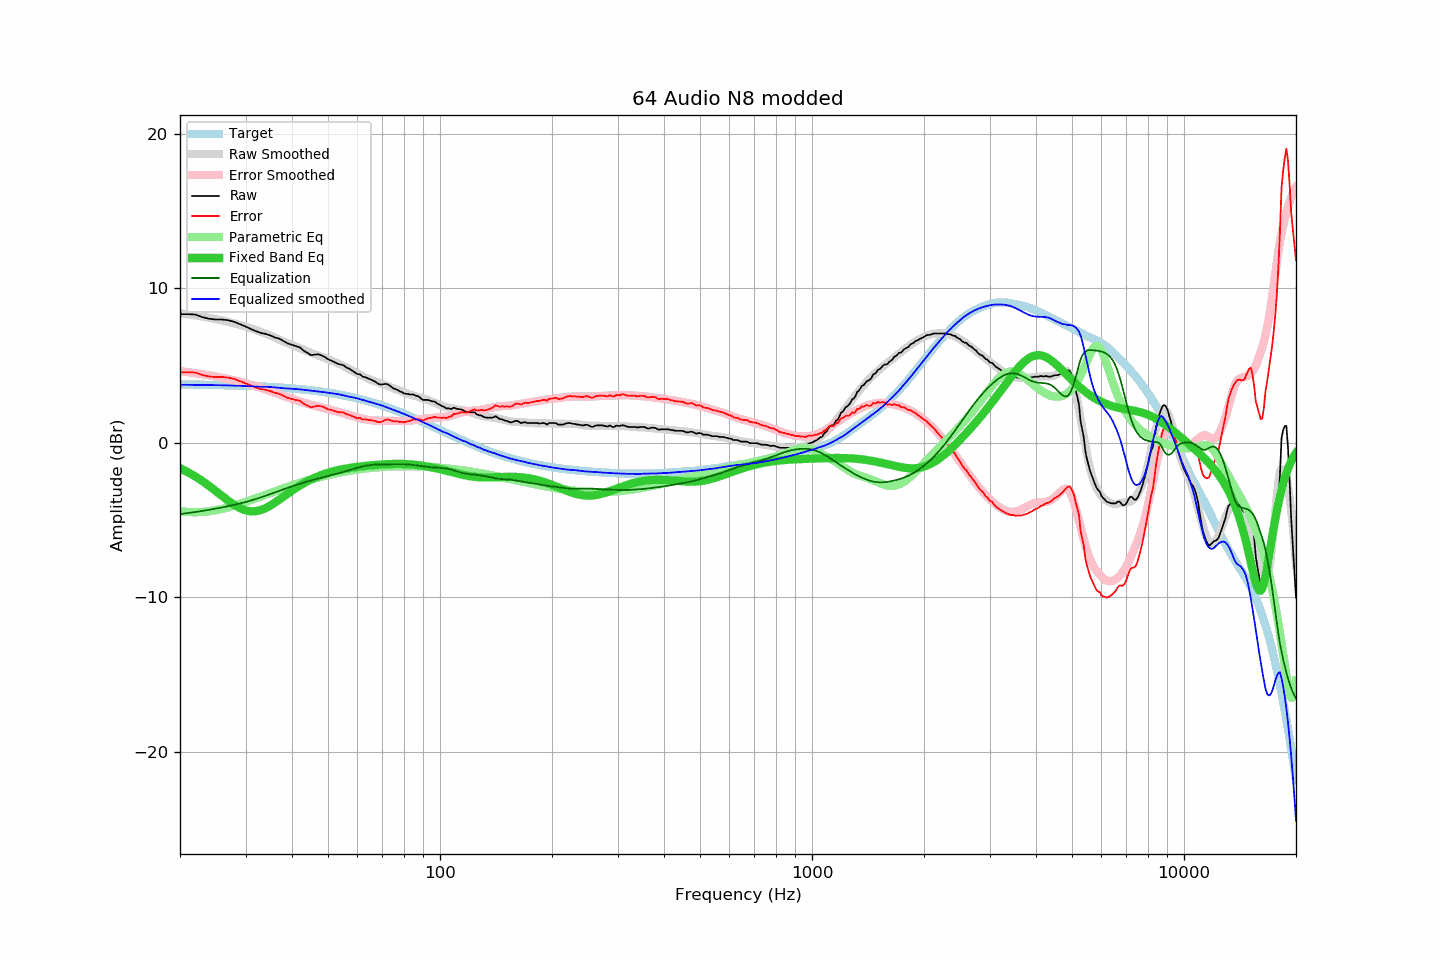 64 Audio N8 modded
20
10
0
−10
−20
Amplitude (dBr)
Target
Raw Smoothed
Error Smoothed
Raw
Error
Parametric Eq
Fixed Band Eq
Equalization
Equalized smoothed
100
1000
10000
Frequency (Hz)